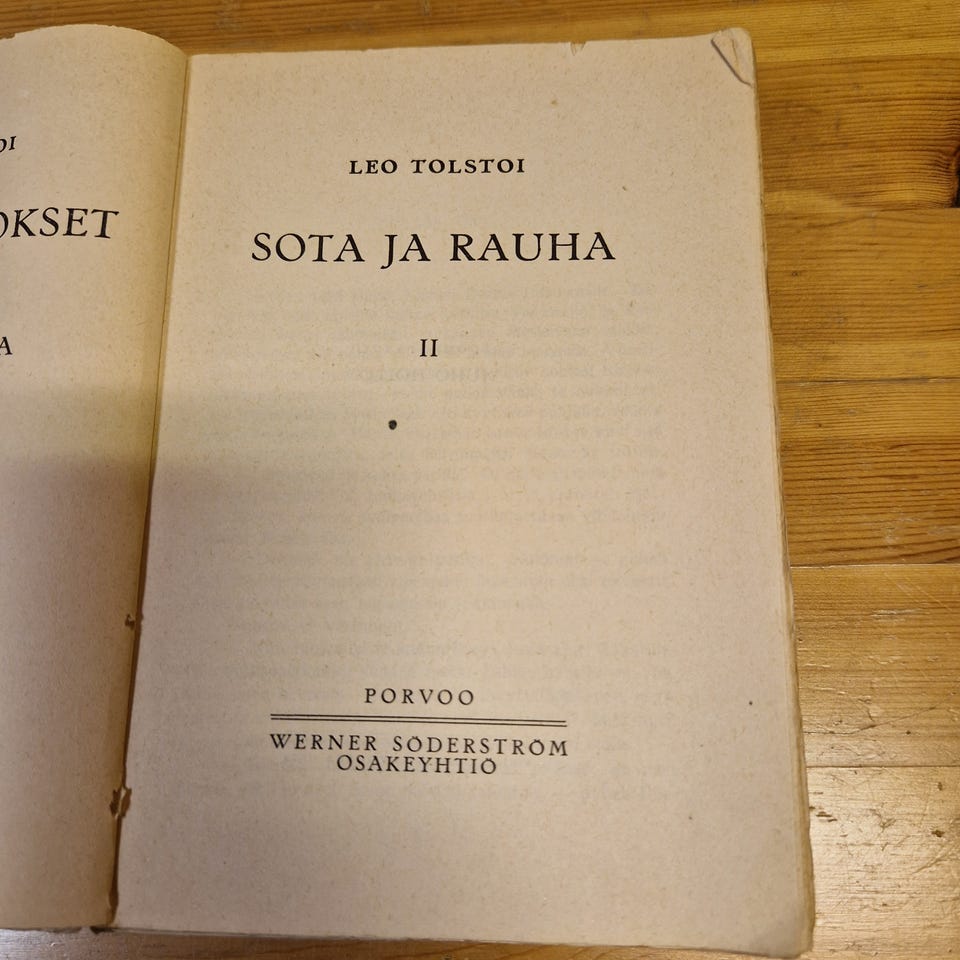 OI
OKSET
A
LEO TOLSTOI
SOTA JA RAUHA
II
PORVOO
WERNER SÖDERSTRÖM
OSAKEYHTIÖ